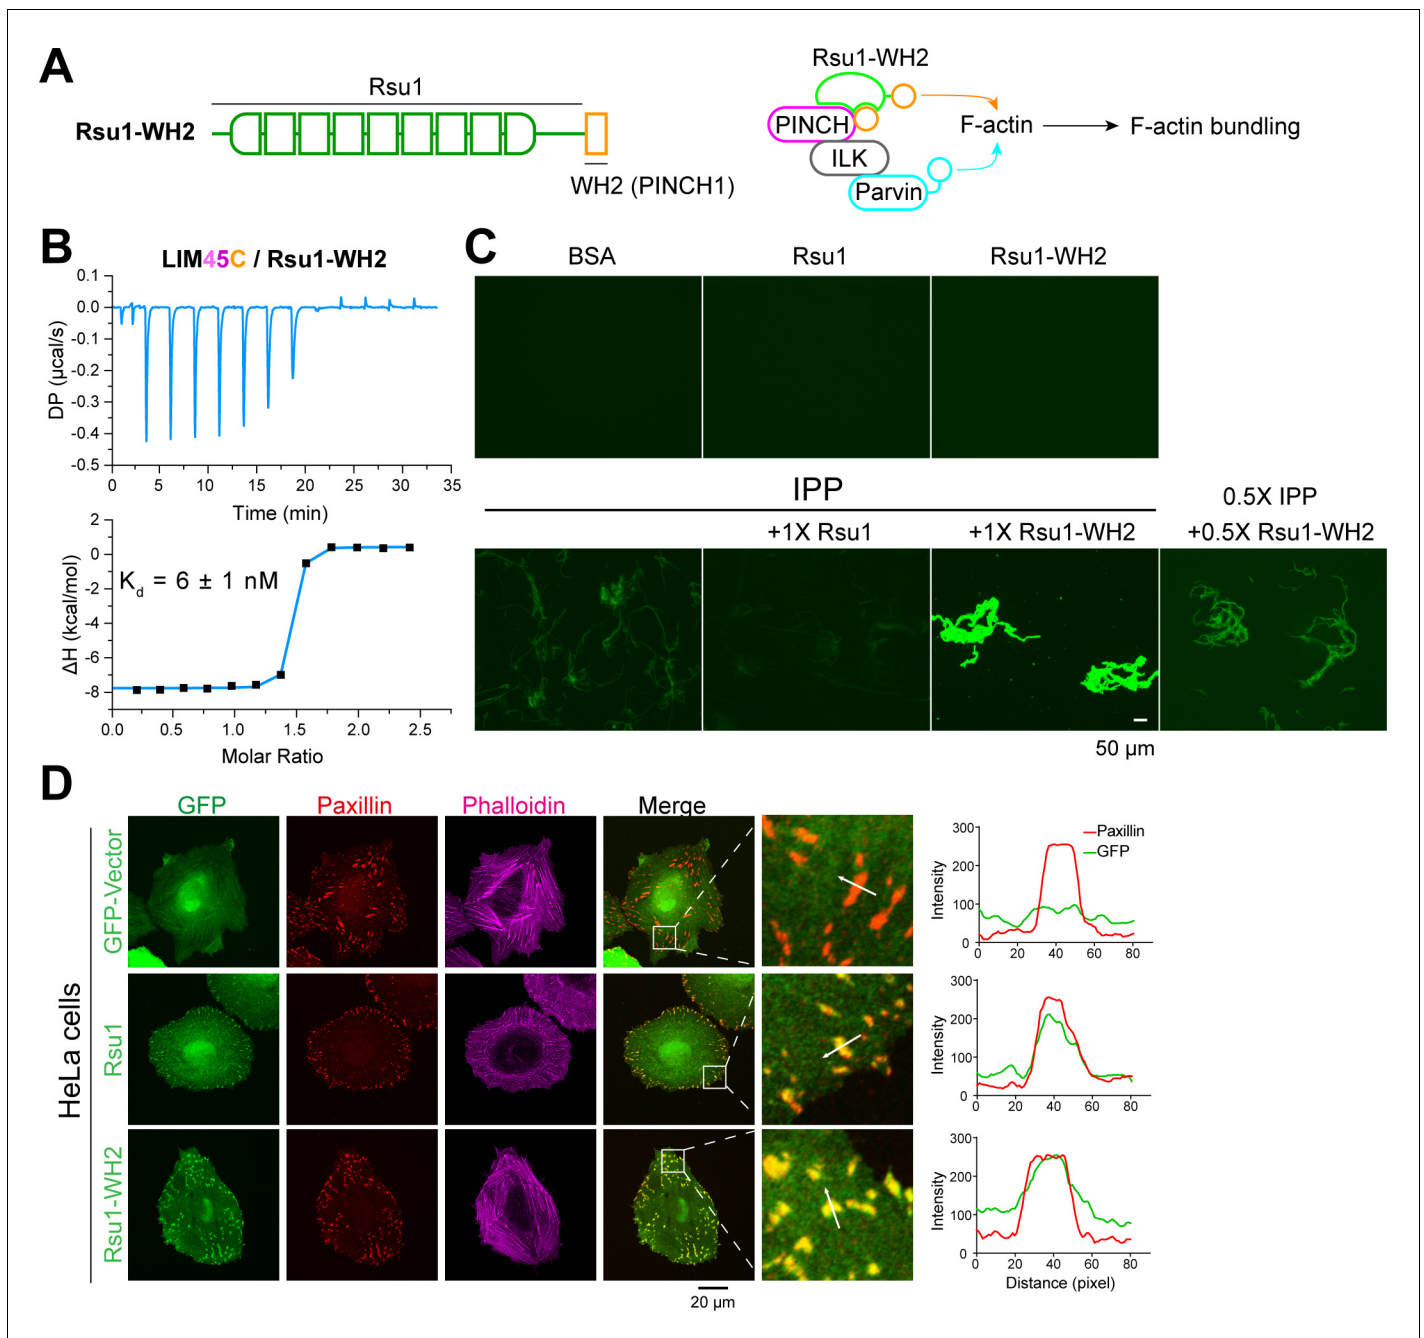 A
Rsu1
Rsu1-WH2
WH2 (PINCH1)
Rsu1-WH2
PINCH
ILK
Parvin
F-actin
F-actin bundling
B
LIM45C / Rsu1-WH2
0.1
0.0
-0.1
-0.2
-0.3
-0.4
-0.5
DP (µcal/s)
0 5 10 15 20 25 30 35
Time (min)
2
0
-2
-4
-6
-8
ΔH (kcal/mol)
Kd = 6 ± 1 nM
0.0 0.5 1.0 1.5 2.0 2.5
Molar Ratio
C
BSA Rsu1 Rsu1-WH2
IPP
+1X Rsu1 +1X Rsu1-WH2
0.5X IPP
+0.5X Rsu1-WH2
50 µm
D
GFP Paxillin Phalloidin Merge
HeLa cells
GFP-Vector
Rsu1
Rsu1-WH2
20 µm
Paxillin
GFP
Intensity
300
200
100
0
0 20 40 60 80
Intensity
300
200
100
0
0 20 40 60 80
Intensity
300
200
100
0
0 20 40 60 80
Distance (pixel)